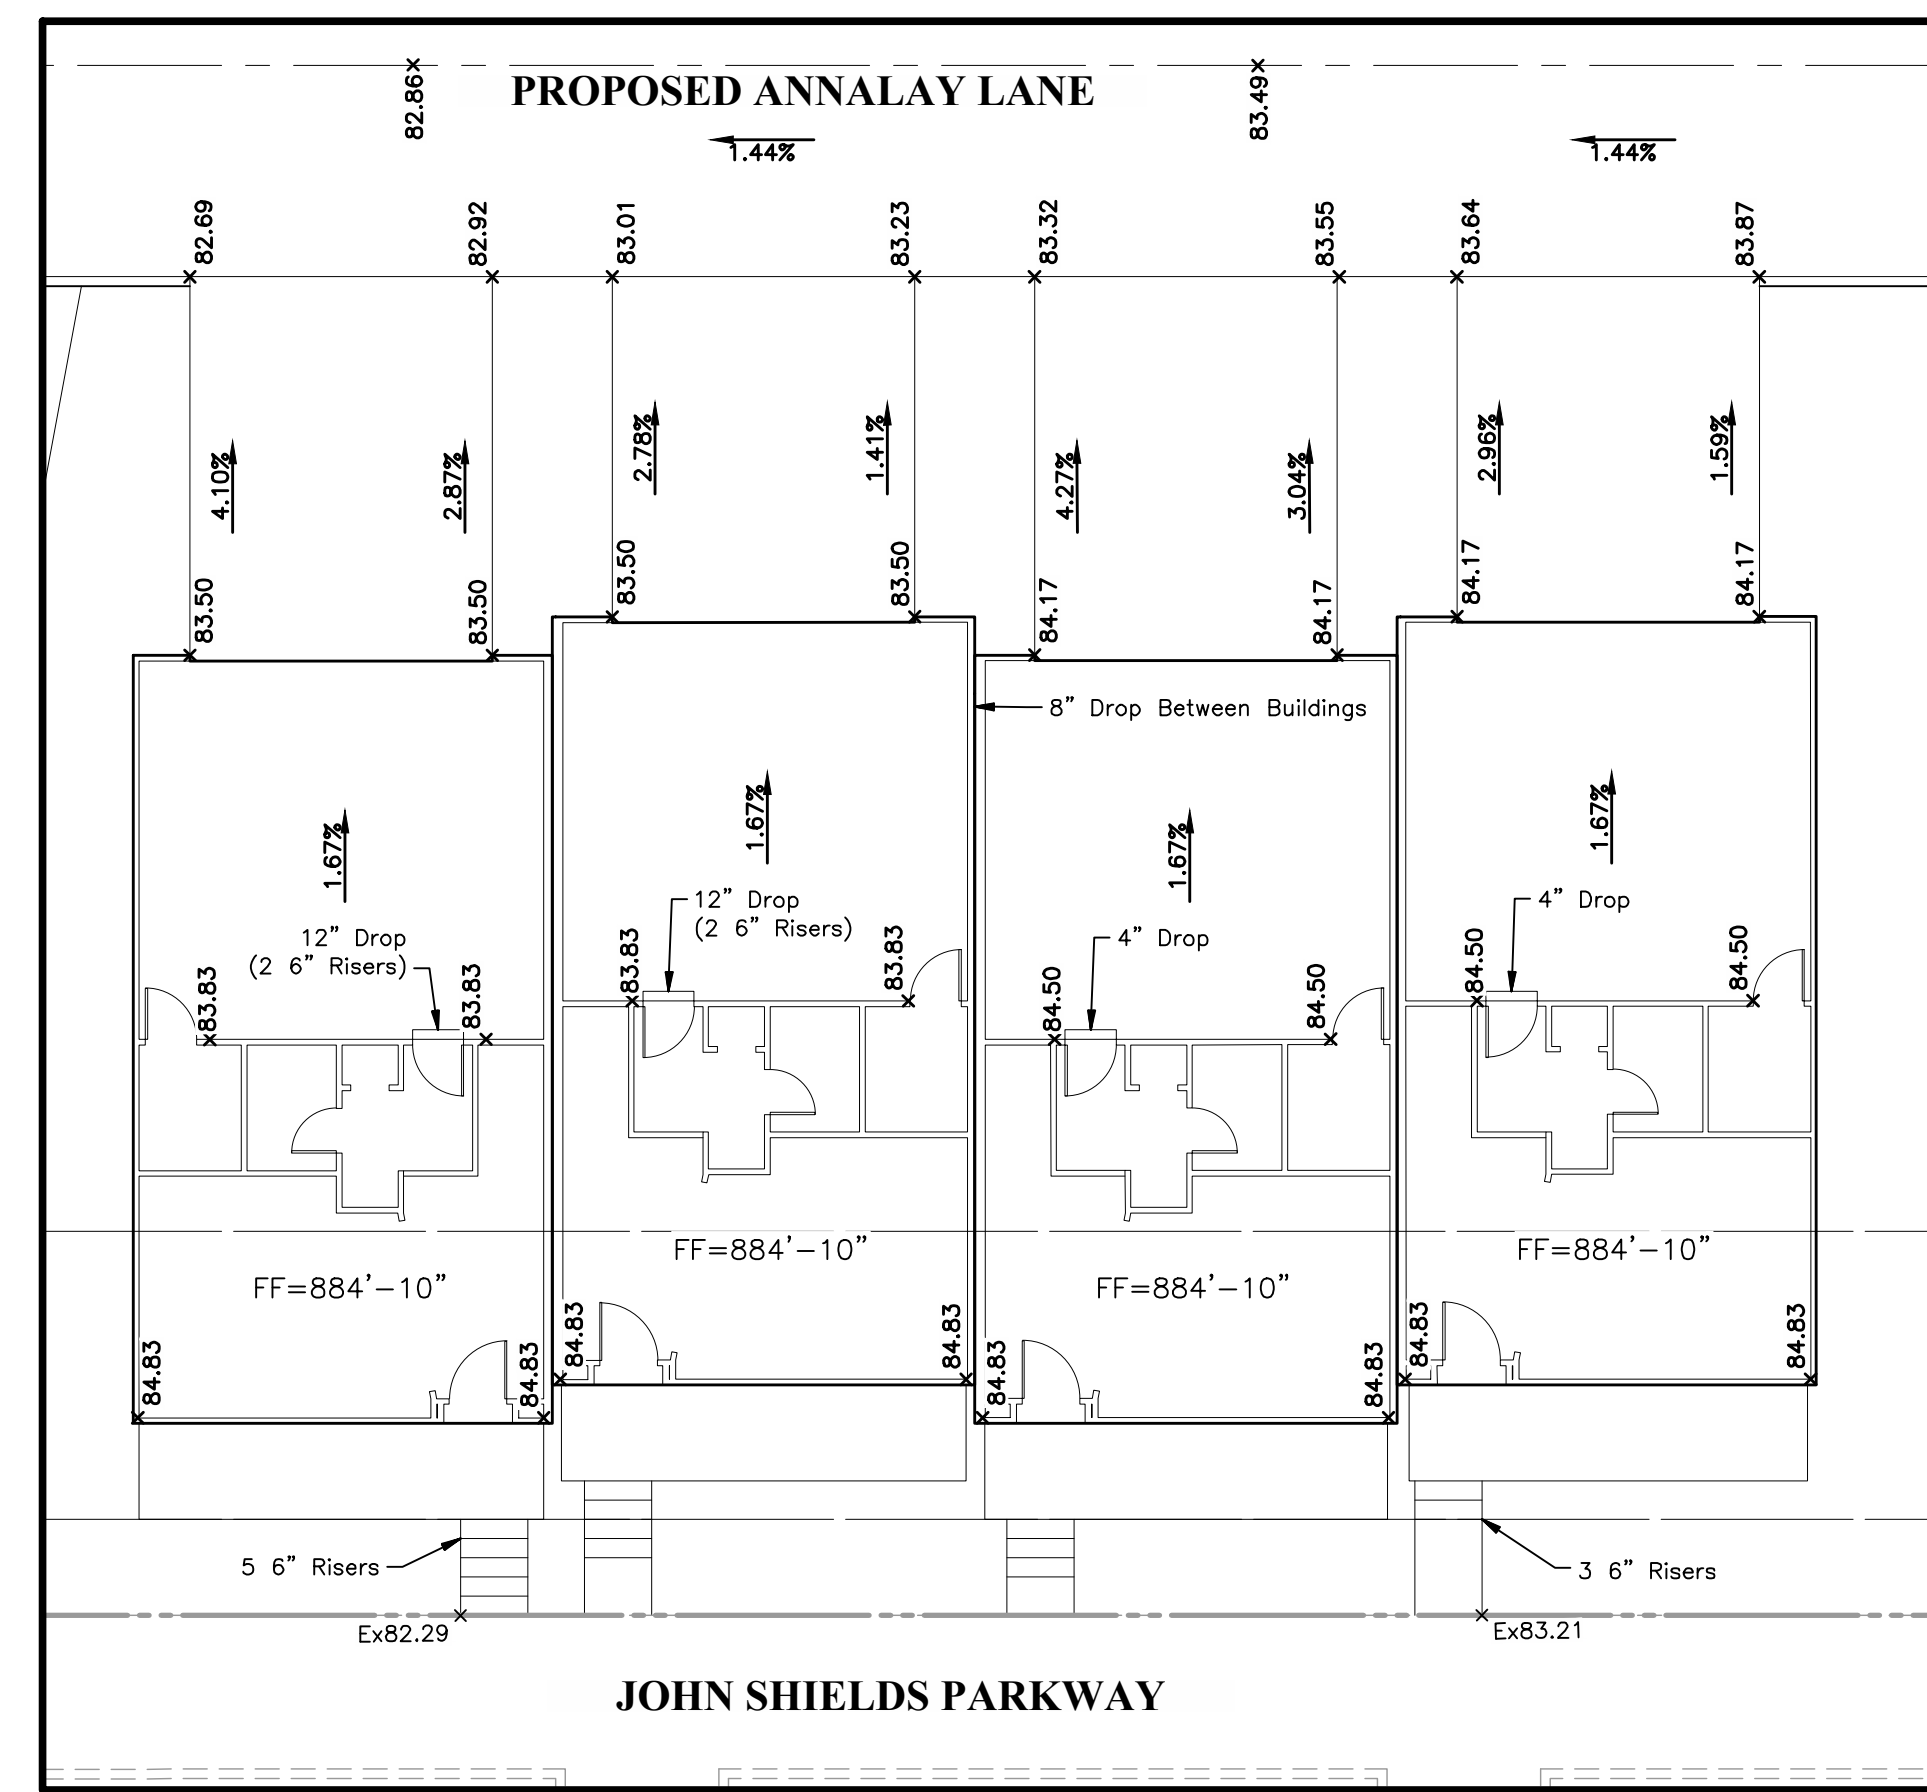 82.86
PROPOSED ANNALAY LANE
83.49
1.44%
1.44%
82.69
82.92
83.01
83.23
83.32
83.55
83.64
83.87
4.10%
2.87%
2.78%
1.41%
4.27%
3.04%
2.96%
1.59%
83.50
83.50
83.50
83.50
84.17
84.17
84.17
84.17
8" Drop Between Buildings
1.67%
1.67%
1.67%
1.67%
12" Drop
(2 6" Risers)
12" Drop
(2 6" Risers)
4" Drop
4" Drop
83.83
83.83
83.83
83.83
84.50
84.50
84.50
84.50
FF=884'-10"
FF=884'-10"
FF=884'-10"
FF=884'-10"
84.83
84.83
84.83
84.83
84.83
84.83
84.83
84.83
5 6" Risers
3 6" Risers
Ex82.29
Ex83.21
JOHN SHIELDS PARKWAY